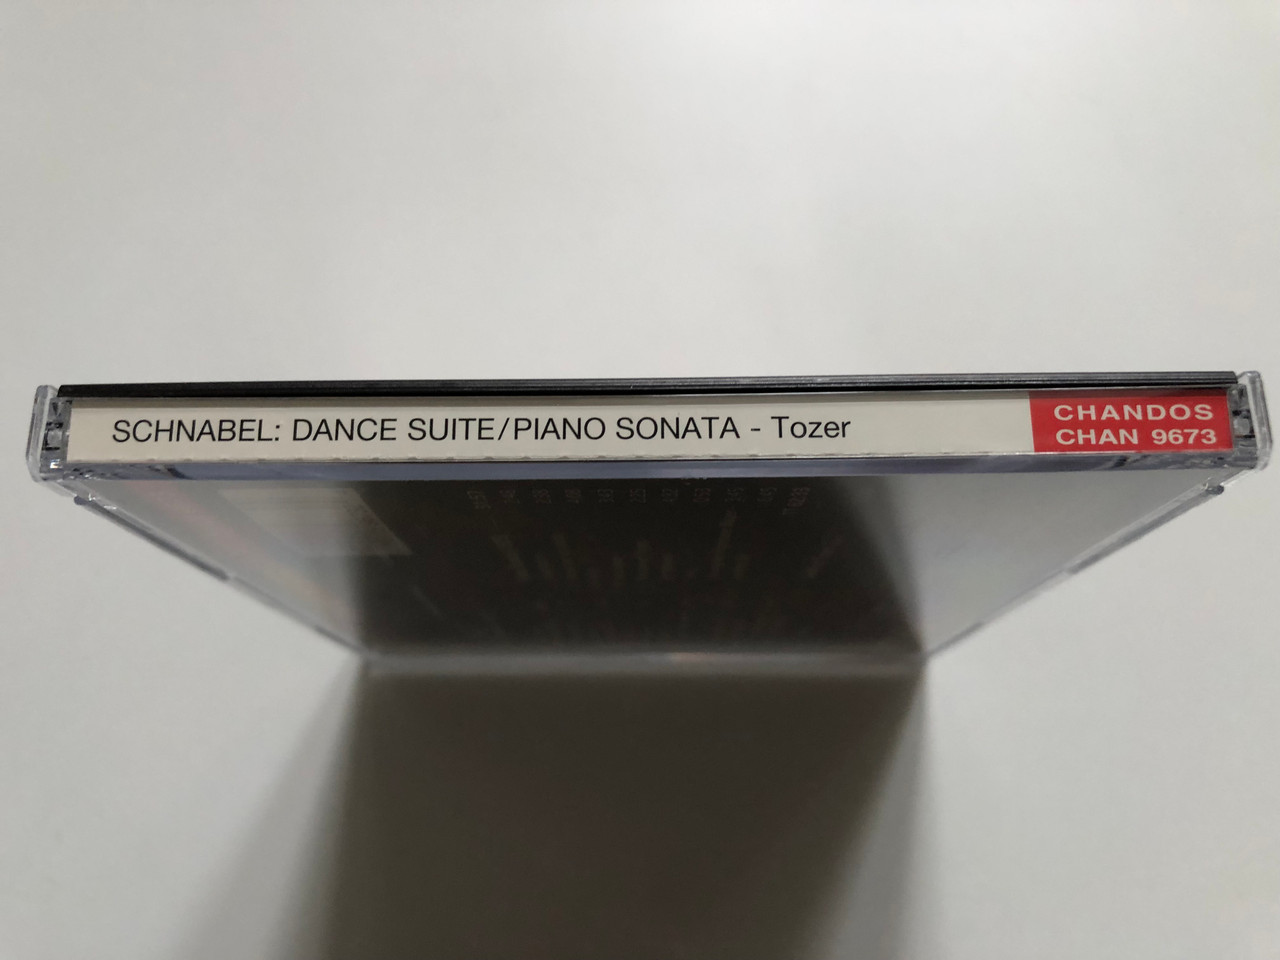 SCHNABEL: DANCE SUITE/PIANO SONATA - Tozer
CHANDOS
CHAN 9673